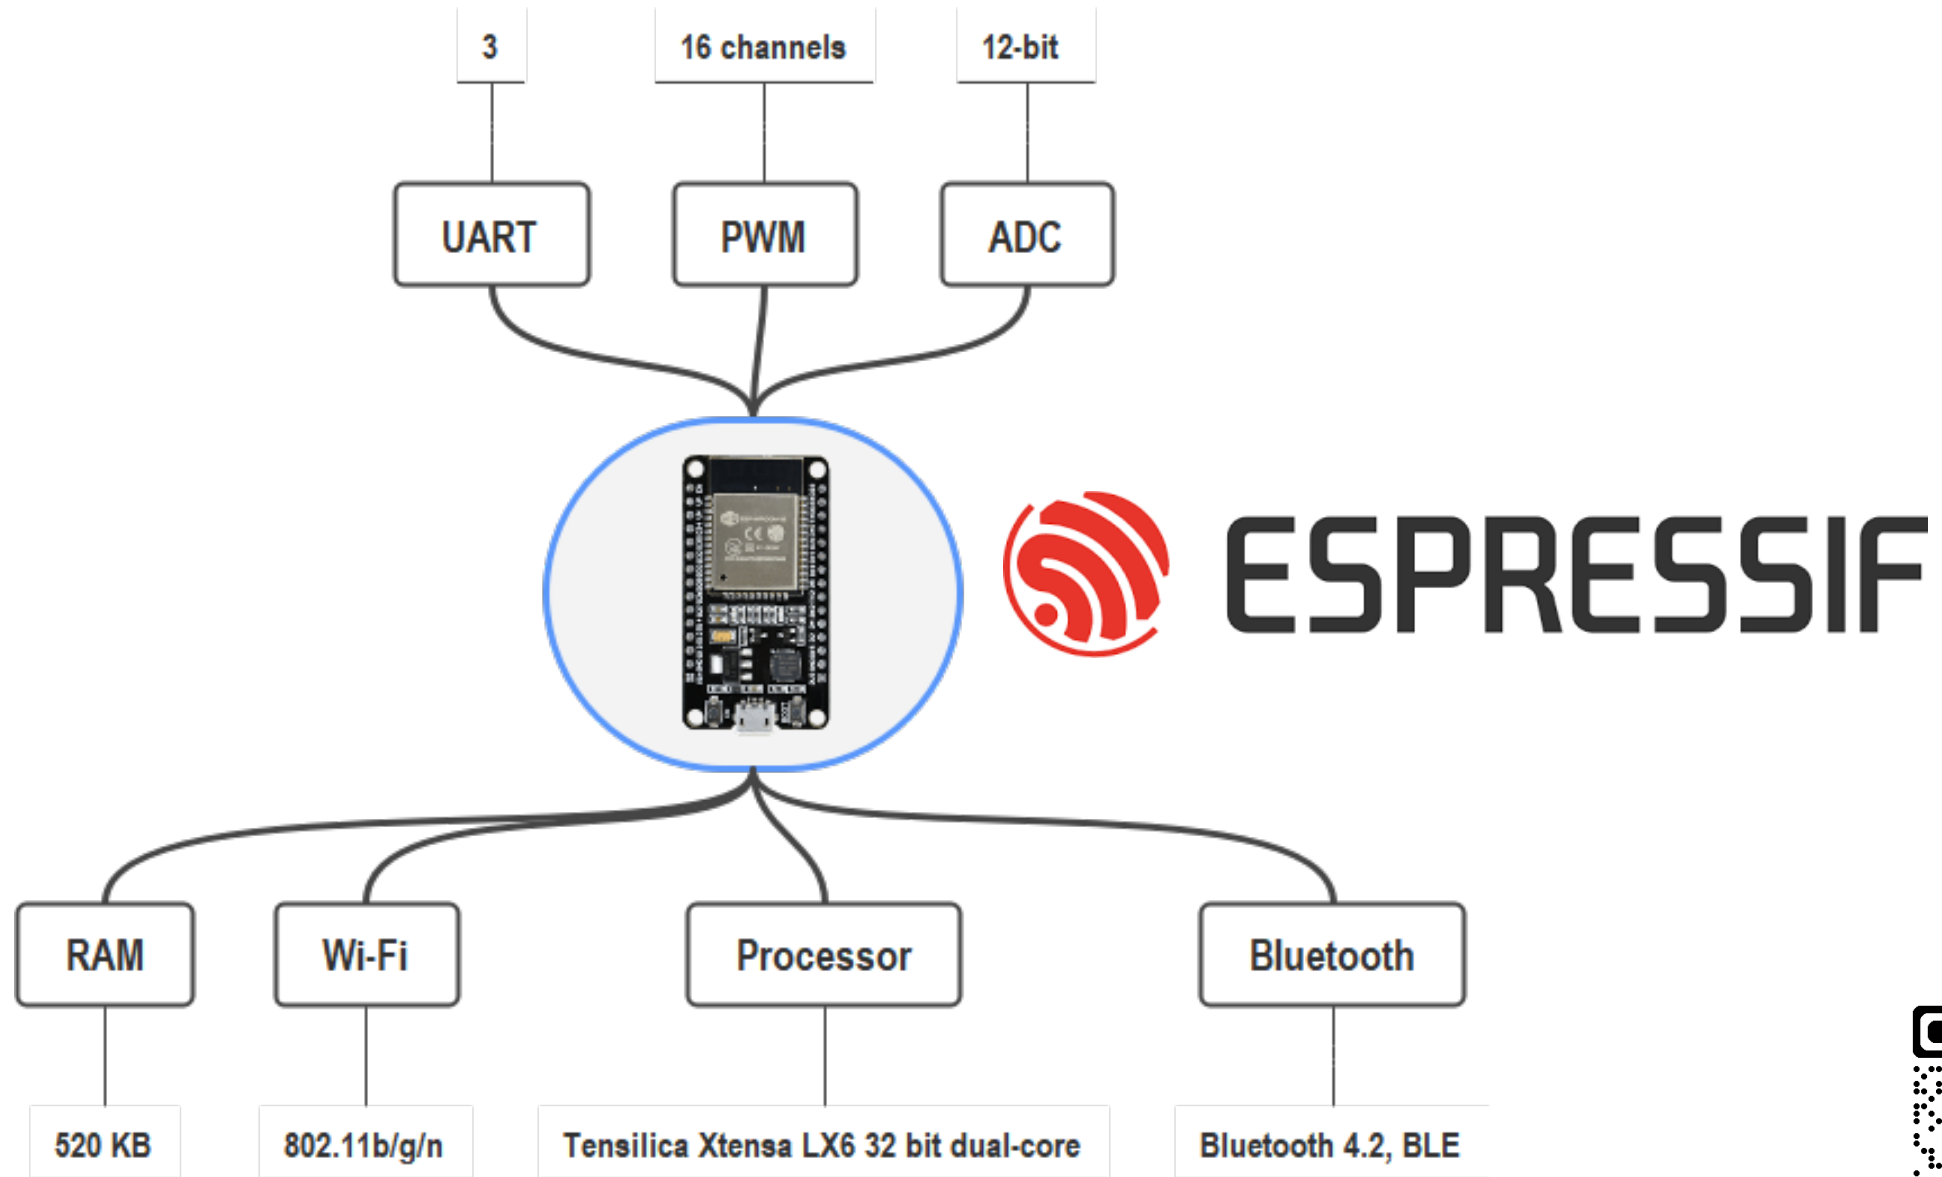 3
16 channels
12-bit
UART
PWM
ADC
ESPRESSIF
RAM
Wi-Fi
Processor
Bluetooth
520 KB
802.11b/g/n
Tensilica Xtensa LX6 32 bit dual-core
Bluetooth 4.2, BLE